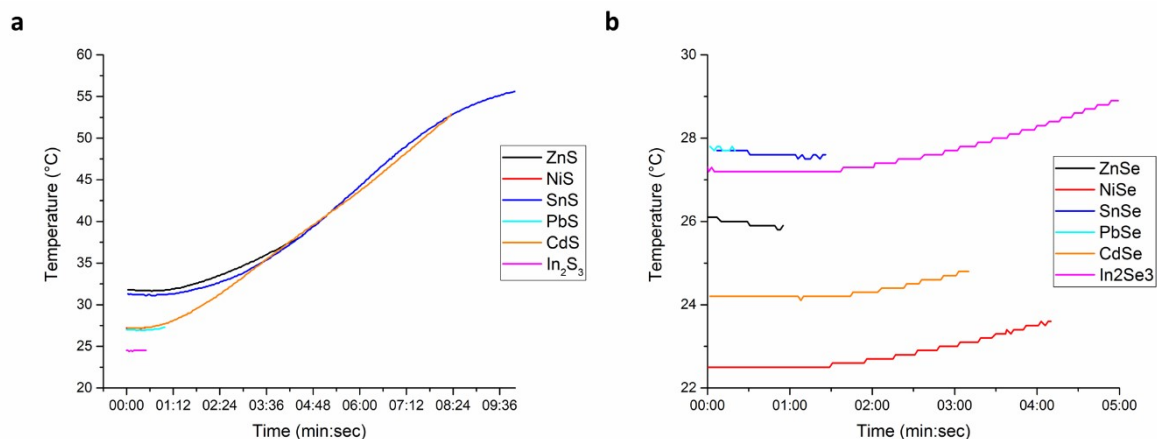 a
60
55
50
45
40
35
30
25
20
Temperature (°C)
00:00 01:12 02:24 03:36 04:48 06:00 07:12 08:24 09:36
Time (min:sec)
ZnS
NiS
SnS
PbS
CdS
In₂S₃
b
30
28
26
24
22
Temperature (°C)
00:00 01:00 02:00 03:00 04:00 05:00
Time (min:sec)
ZnSe
NiSe
SnSe
PbSe
CdSe
In2Se3